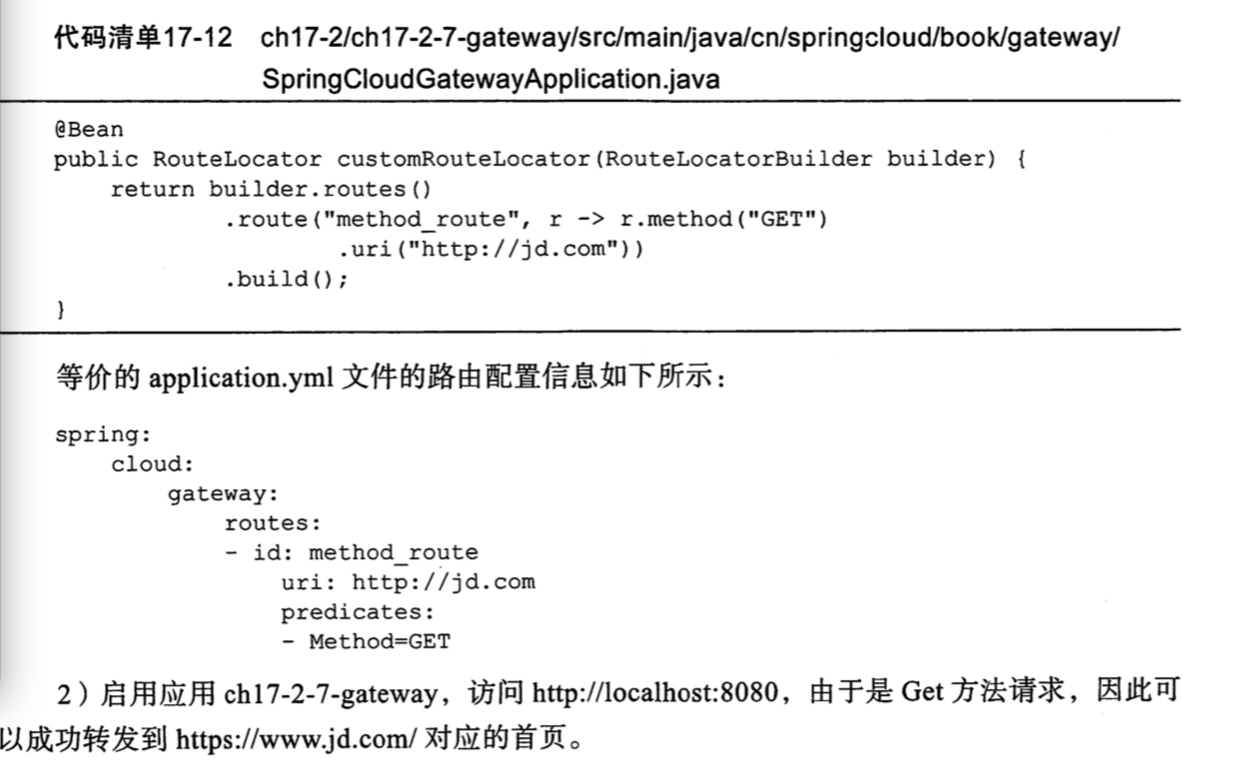 代码清单17-12 ch17-2/ch17-2-7-gateway/src/main/java/cn/springcloud/book/gateway/
SpringCloudGatewayApplication.java
@Bean
public RouteLocator customRouteLocator(RouteLocatorBuilder builder) {
    return builder.routes()
            .route("method_route", r -> r.method("GET")
                    .uri("http://jd.com"))
            .build();
}
等价的 application.yml 文件的路由配置信息如下所示：
spring:
    cloud:
        gateway:
            routes:
            - id: method_route
                uri: http://jd.com
                predicates:
                - Method=GET
2）启用应用 ch17-2-7-gateway，访问 http://localhost:8080，由于是 Get 方法请求，因此可
以成功转发到 https://www.jd.com/ 对应的首页。